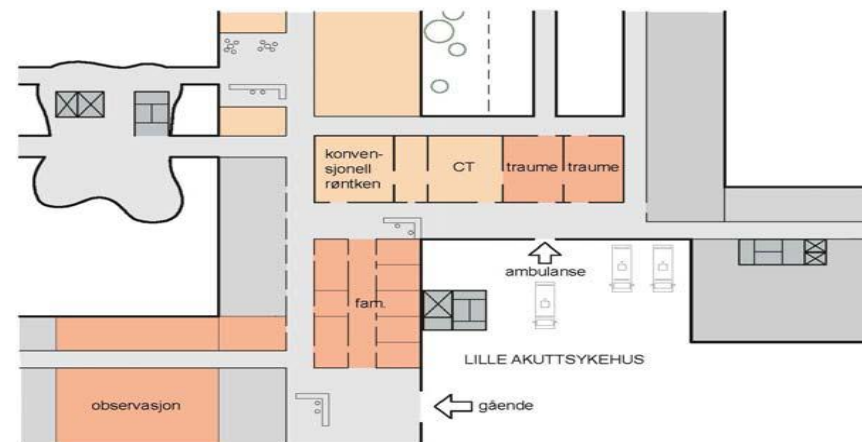 konven-
sjonell
røntken
CT
traume
traume
ambulanse
fam.
LILLE AKUTTSYKEHUS
observasjon
gående